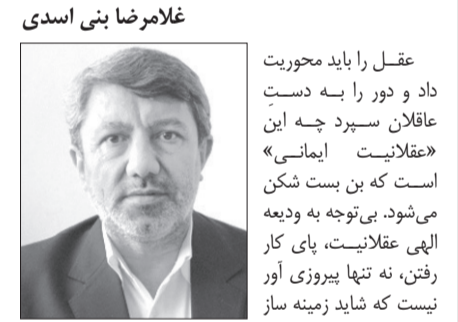 غلامرضا بنی اسدی
عقل را باید محوریت
داد و دور را به دستِ
عاقلان سپرد چه این
«عقلانیت ایمانی»
است که بن بست شکن
می‌شود. بی‌توجه به ودیعه
الهی عقلانیت، پای کار
رفتن، نه تنها پیروزی آور
نیست که شاید زمینه ساز